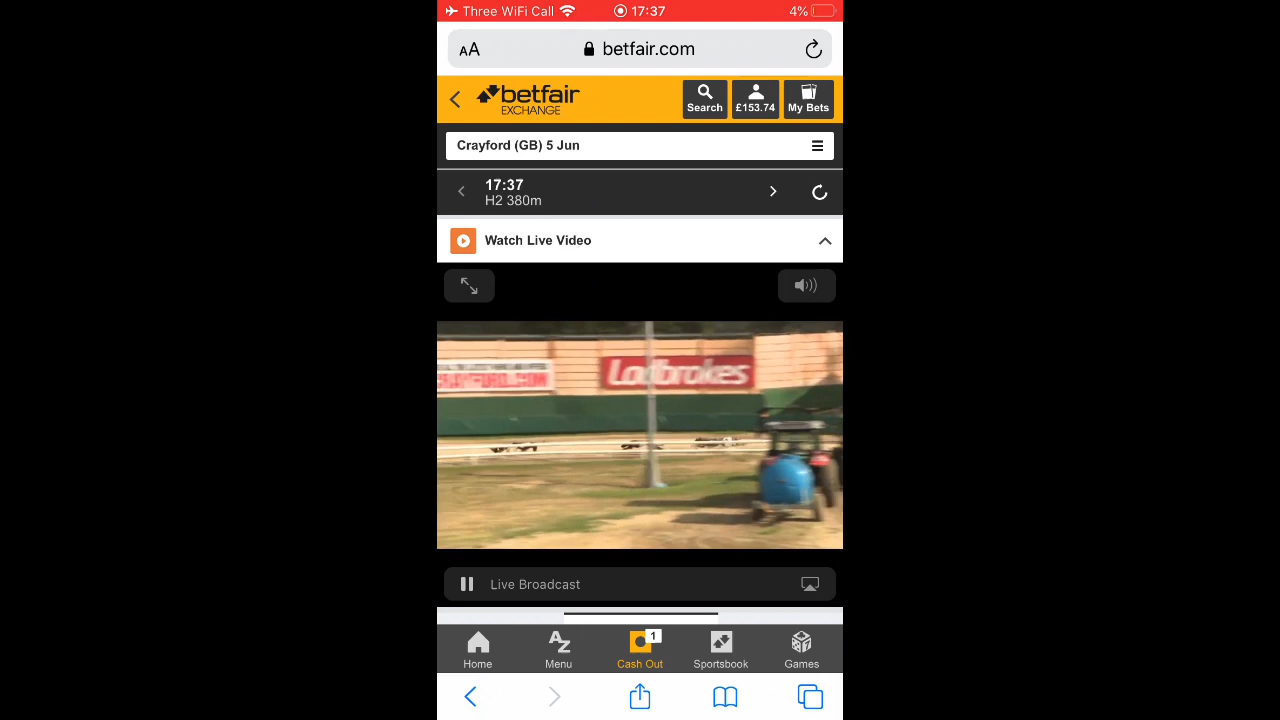 Three WiFi Call 17:37 4%
AA betfair.com
betfair
EXCHANGE
Search £153.74 My Bets
Crayford (GB) 5 Jun
17:37
H2 380m
Watch Live Video
Ladbrokes
Live Broadcast
1
Home Menu Cash Out Sportsbook Games